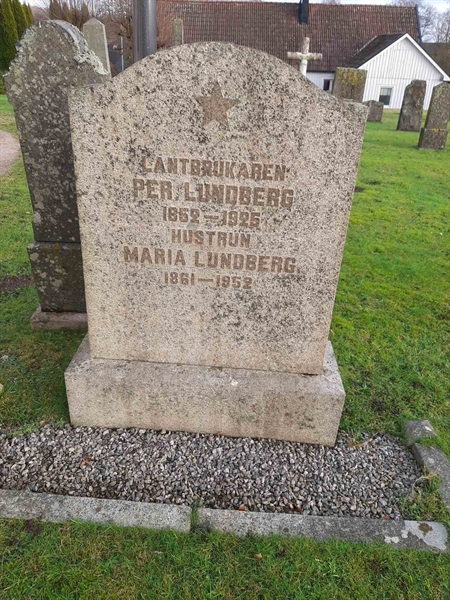 LANTBRUKAREN
PER. LUNDBERG
1852—1925
HUSTRUN
MARIA LUNDBERG
1861—1952